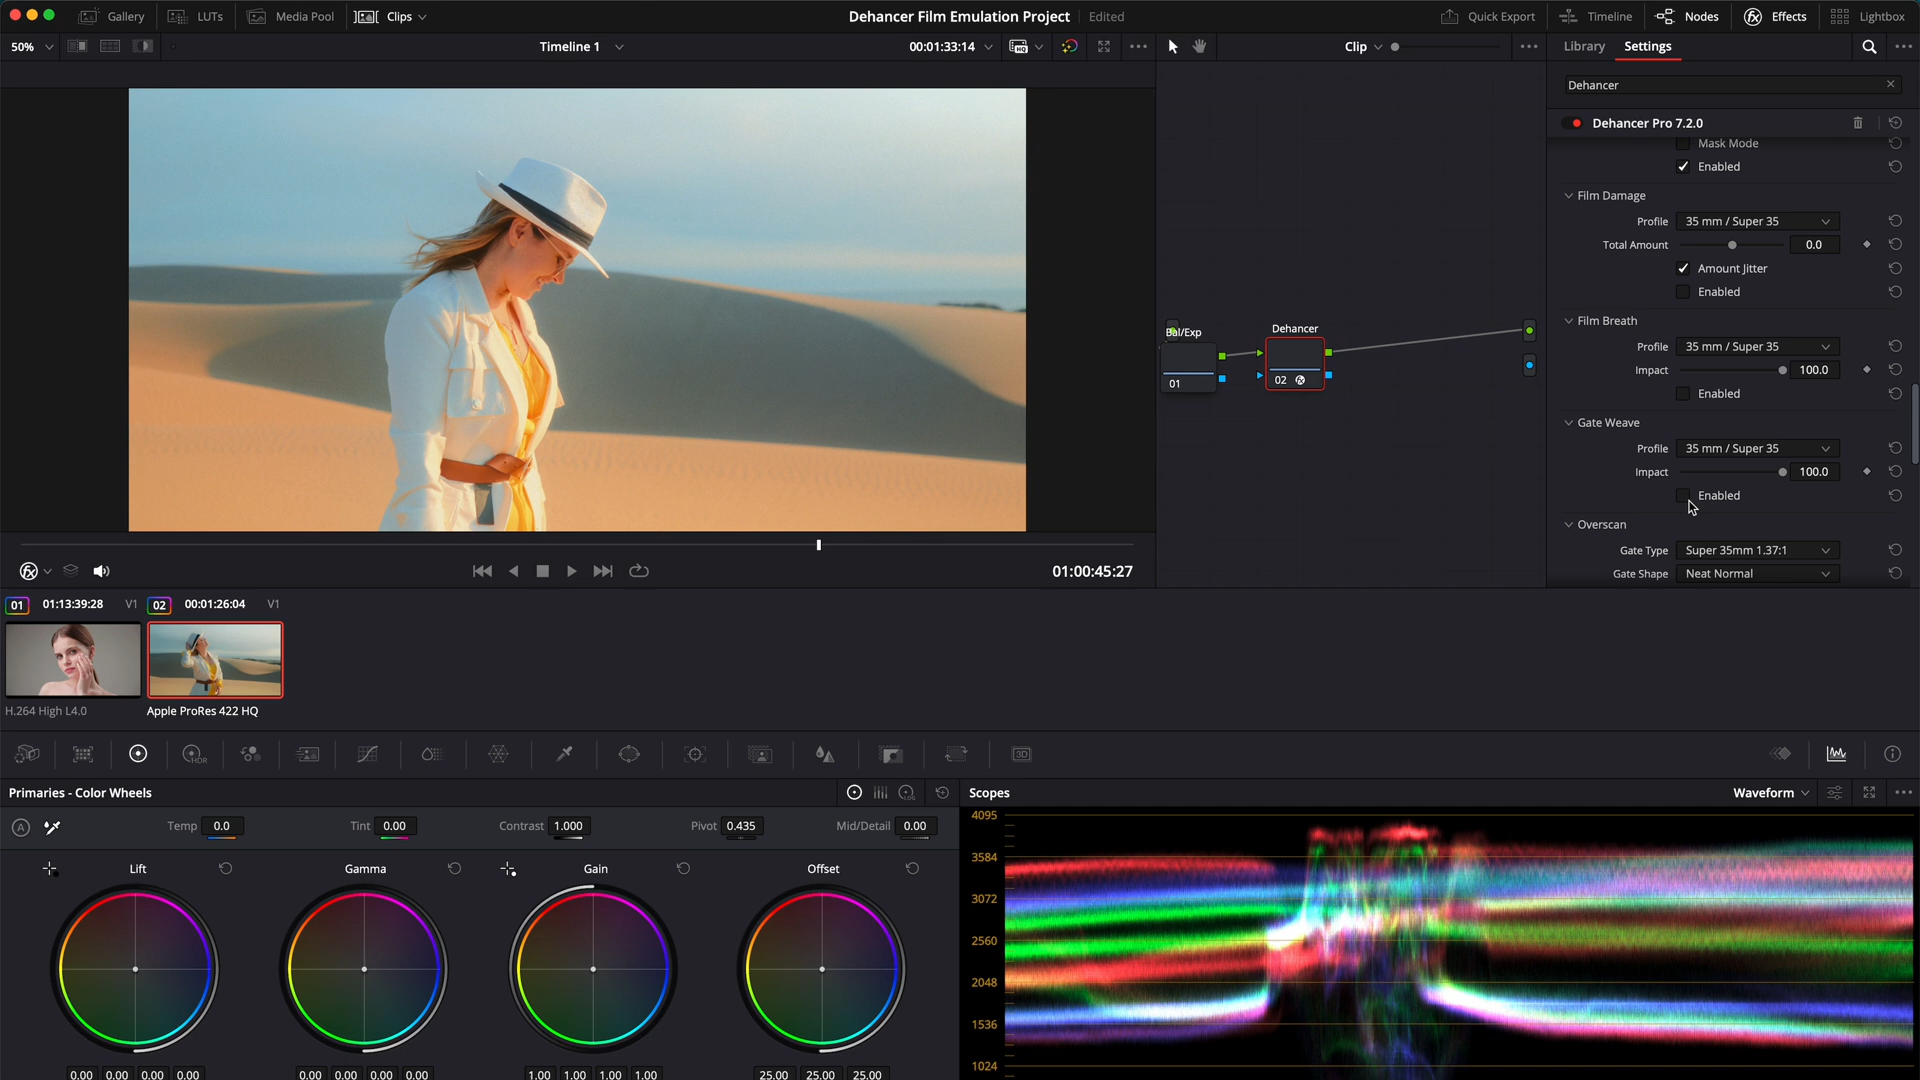 Gallery LUTs Media Pool Clips Dehancer Film Emulation Project Edited Quick Export Timeline Nodes Effects Lightbox
50% Timeline 1 00:01:33:14 HQ Clip Library Settings
Dehancer
Dehancer Pro 7.2.0
Mask Mode
Enabled
Film Damage
Profile 35 mm / Super 35
Total Amount 0.0
Amount Jitter
Enabled
Film Breath
Profile 35 mm / Super 35
Impact 100.0
Enabled
Gate Weave
Profile 35 mm / Super 35
Impact 100.0
Enabled
Overscan
Gate Type Super 35mm 1.37:1
Gate Shape Neat Normal
Bal/Exp
01
Dehancer
02
01:00:45:27
01 01:13:39:28 V1 02 00:01:26:04 V1
H.264 High L4.0 Apple ProRes 422 HQ
HDR 3D
Primaries - Color Wheels
A Temp 0.0 Tint 0.00 Contrast 1.000 Pivot 0.435 Mid/Detail 0.00
Lift Gamma Gain Offset
0.00 0.00 0.00 0.00 0.00 0.00 0.00 0.00 1.00 1.00 1.00 1.00 25.00 25.00 25.00
Scopes Waveform
4095
3584
3072
2560
2048
1536
1024